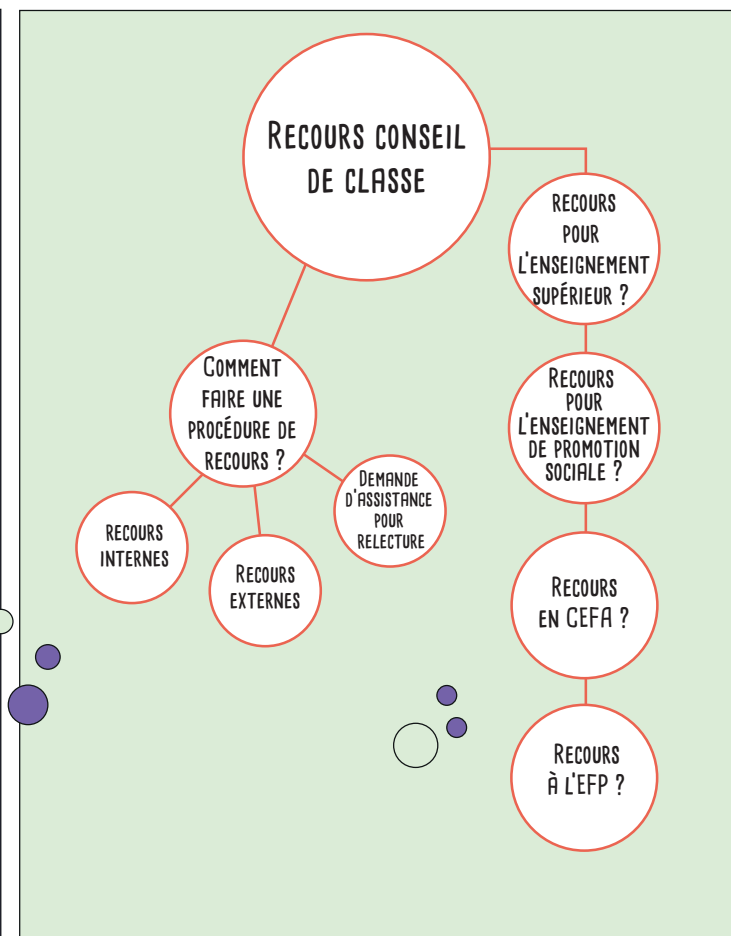 RECOURS CONSEIL
DE CLASSE
RECOURS
POUR
L'ENSEIGNEMENT
SUPÉRIEUR ?
COMMENT
FAIRE UNE
PROCÉDURE DE
RECOURS ?
RECOURS
POUR
L'ENSEIGNEMENT
DE PROMOTION
SOCIALE ?
DEMANDE
D'ASSISTANCE
POUR
RELECTURE
RECOURS
INTERNES
RECOURS
EXTERNES
RECOURS
EN CEFA ?
RECOURS
À L'EFP ?